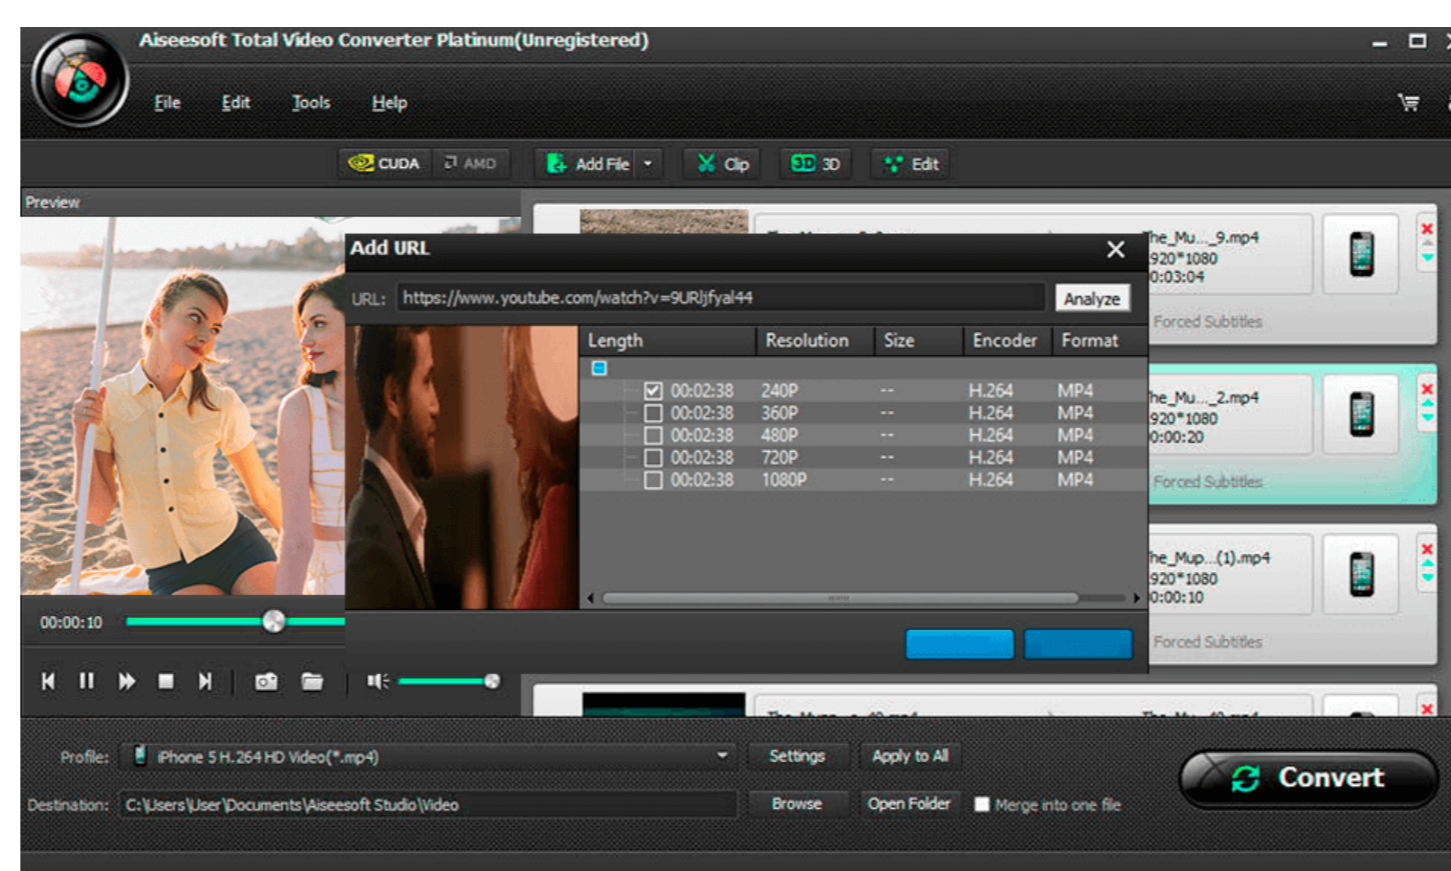 Aiseesoft Total Video Converter Platinum(Unregistered)
File Edit Tools Help
CUDA AMD Add File Clip 3D 3D Edit
Preview
Add URL
URL: https://www.youtube.com/watch?v=9URljfyal44 Analyze
Length Resolution Size Encoder Format
00:02:38 240P -- H.264 MP4
00:02:38 360P -- H.264 MP4
00:02:38 480P -- H.264 MP4
00:02:38 720P -- H.264 MP4
00:02:38 1080P -- H.264 MP4
The_Mu..._9.mp4
920*1080
0:03:04
Forced Subtitles
he_Mu..._2.mp4
920*1080
0:00:20
Forced Subtitles
he_Mup...(1).mp4
920*1080
0:00:10
Forced Subtitles
00:00:10
Profile: iPhone 5 H.264 HD Video(*.mp4) Settings Apply to All
Destination: C:\Users\User\Documents\Aiseesoft Studio\Video Browse Open Folder Merge into one file
Convert